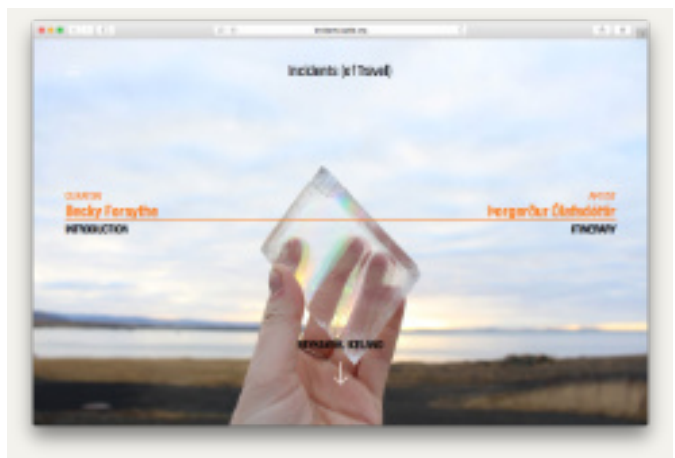 Incidents (of Travel)
CURATOR
Becky Forsythe
INTRODUCTION
ARTIST
Þorgerður Ólafsdóttir
ITINERARY
REYKJAVIK, ICELAND